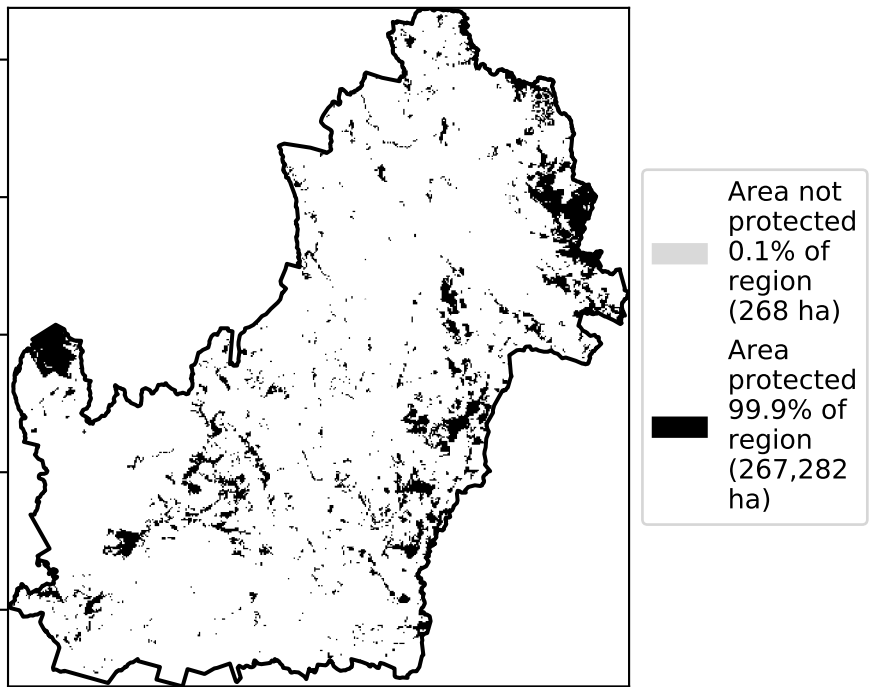 Area not
protected
0.1% of
region
(268 ha)
Area
protected
99.9% of
region
(267,282
ha)